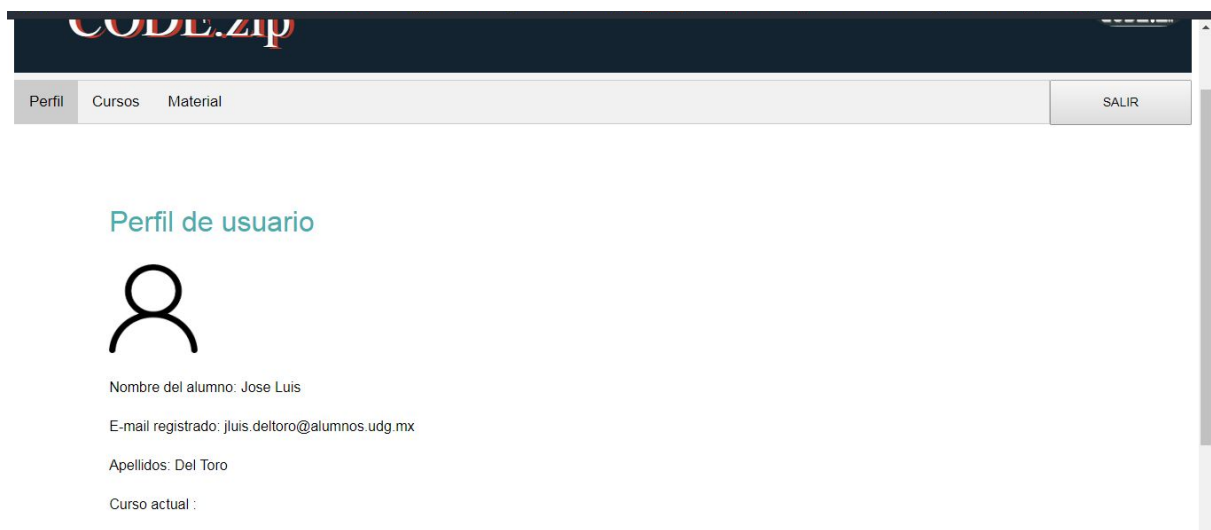 CODE.zip
Perfil Cursos Material SALIR
Perfil de usuario
Nombre del alumno: Jose Luis
E-mail registrado: jluis.deltoro@alumnos.udg.mx
Apellidos: Del Toro
Curso actual :